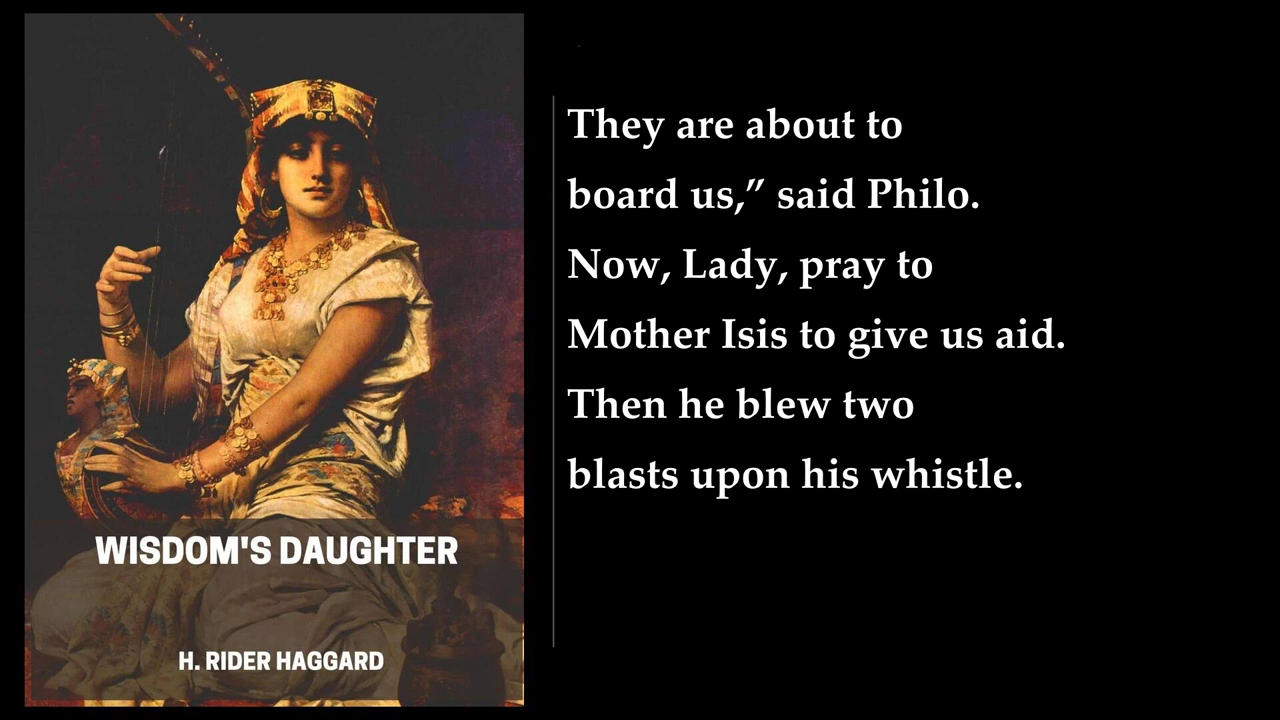 WISDOM'S DAUGHTER
H. RIDER HAGGARD
They are about to
board us,” said Philo.
Now, Lady, pray to
Mother Isis to give us aid.
Then he blew two
blasts upon his whistle.